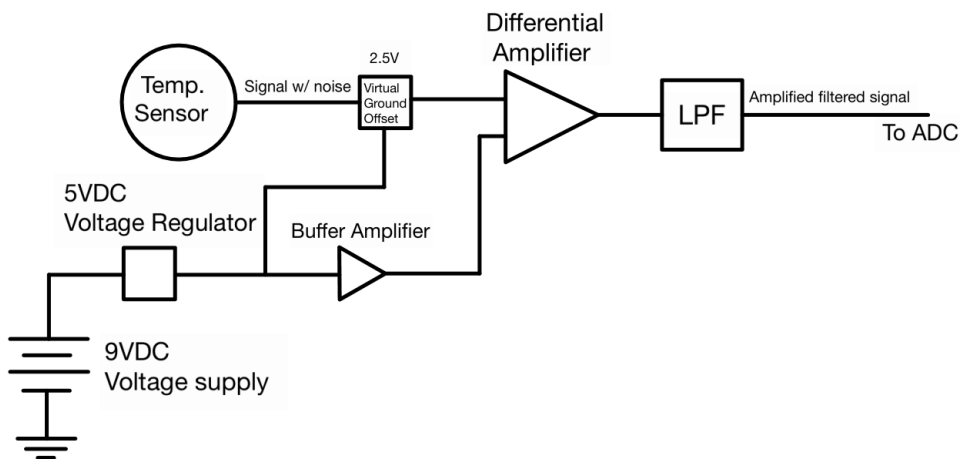 Differential
Amplifier
2.5V
Temp.
Sensor
Signal w/ noise
Virtual
Ground
Offset
LPF
Amplified filtered signal
To ADC
5VDC
Voltage Regulator
Buffer Amplifier
9VDC
Voltage supply